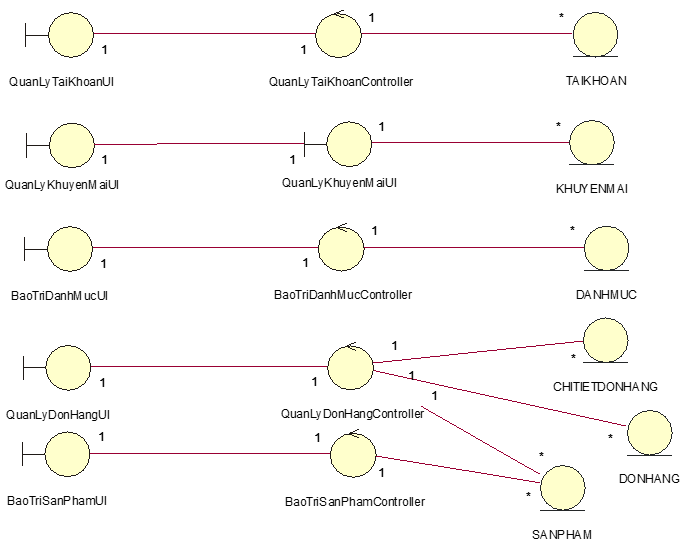 1 *
1 1
QuanLyTaiKhoanUI QuanLyTaiKhoanController TAIKHOAN
1 *
1 1
QuanLyKhuyenMaiUI QuanLyKhuyenMaiUI KHUYENMAI
1 *
1 1
BaoTriDanhMucUI BaoTriDanhMucController DANHMUC
1 *
1 1 1
CHITIETDONHANG
1
QuanLyDonHangUI QuanLyDonHangController
1 1 * *
1 *
DONHANG
BaoTriSanPhamUI BaoTriSanPhamController
SANPHAM